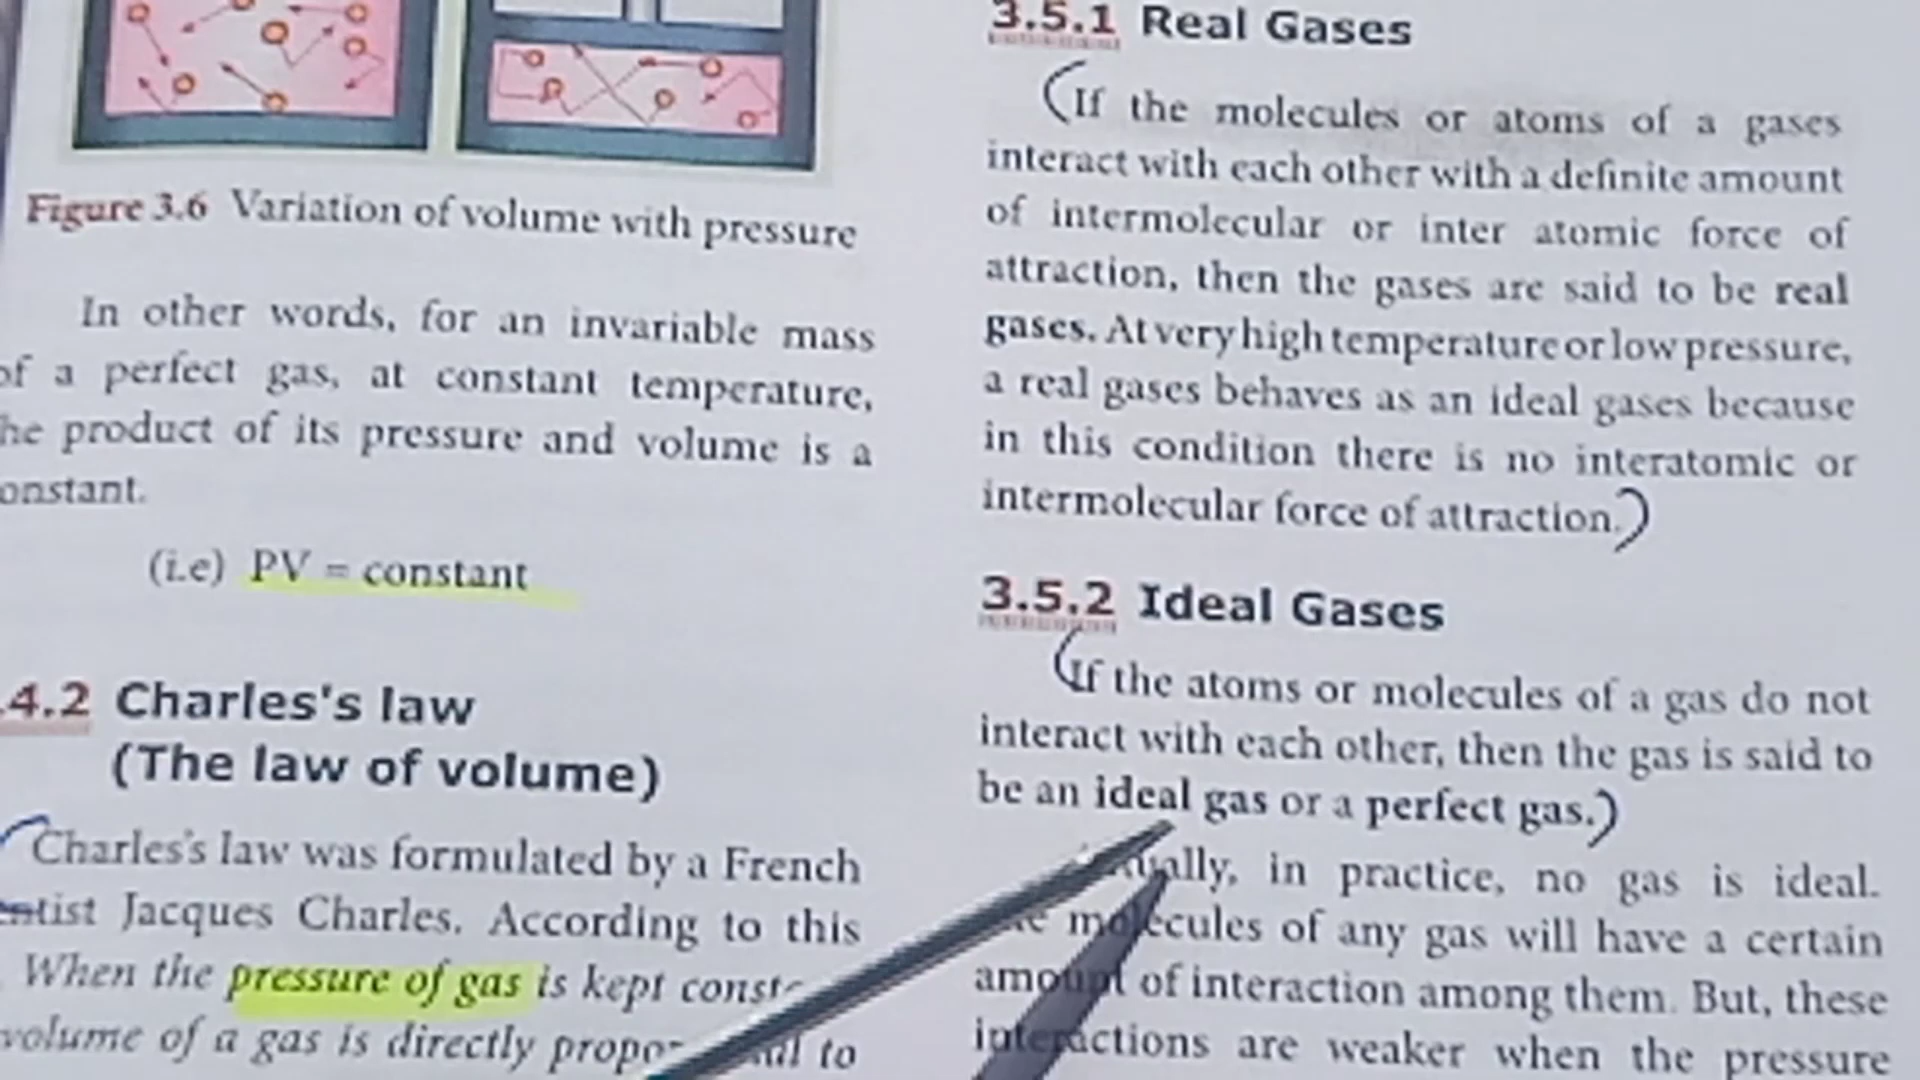 Figure 3.6 Variation of volume with pressure
In other words, for an invariable mass
of a perfect gas, at constant temperature,
he product of its pressure and volume is a
onstant.
(i.e) PV = constant
.4.2 Charles's law
(The law of volume)
Charles's law was formulated by a French
entist Jacques Charles. According to this
When the pressure of gas is kept const
volume of a gas is directly propo al to
3.5.1 Real Gases
(If the molecules or atoms of a gases
interact with each other with a definite amount
of intermolecular or inter atomic force of
attraction, then the gases are said to be real
gases. At very high temperature or low pressure,
a real gases behaves as an ideal gases because
in this condition there is no interatomic or
intermolecular force of attraction.)
3.5.2 Ideal Gases
(If the atoms or molecules of a gas do not
interact with each other, then the gas is said to
be an ideal gas or a perfect gas.)
ually, in practice, no gas is ideal.
molecules of any gas will have a certain
amount of interaction among them. But, these
interactions are weaker when the pressure